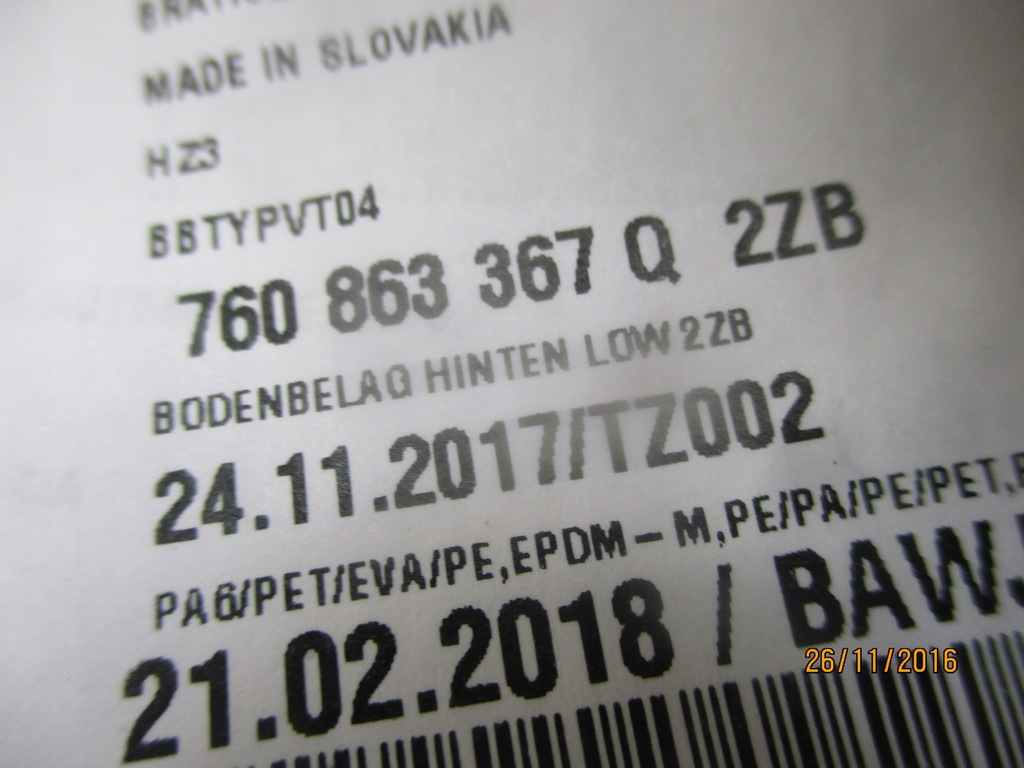 MADE IN SLOVAKIA
HZ3
BBTYPVT04
760 863 367 Q 2ZB
BODENBELAG HINTEN LOW 2ZB
24.11.2017/TZ002
PA6/PET/EVA/PE,EPDM-M,PE/PA/PE/PET,
21.02.2018 / BAW
26/11/2016